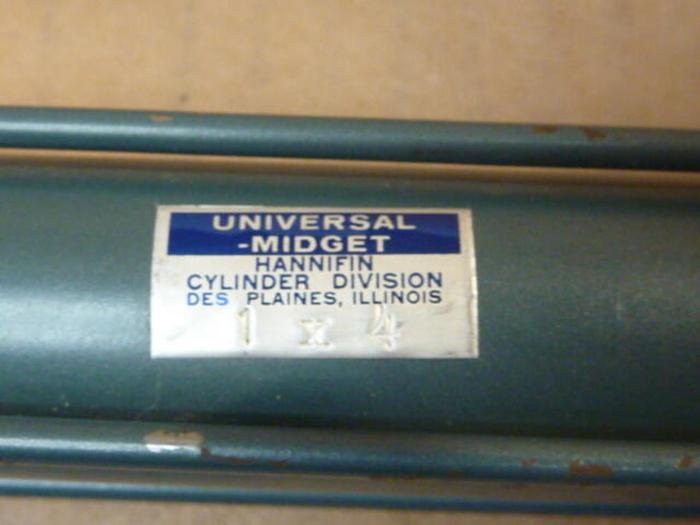 UNIVERSAL
-MIDGET
HANNIFIN
CYLINDER DIVISION
DES PLAINES, ILLINOIS
1 x 4